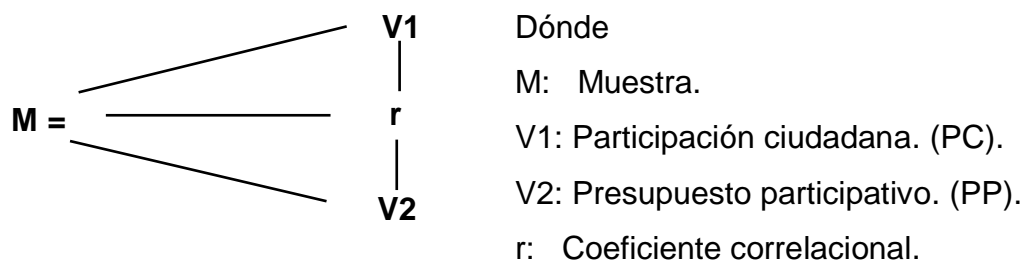 V1
M =
r
V2
Dónde
M: Muestra.
V1: Participación ciudadana. (PC).
V2: Presupuesto participativo. (PP).
r: Coeficiente correlacional.